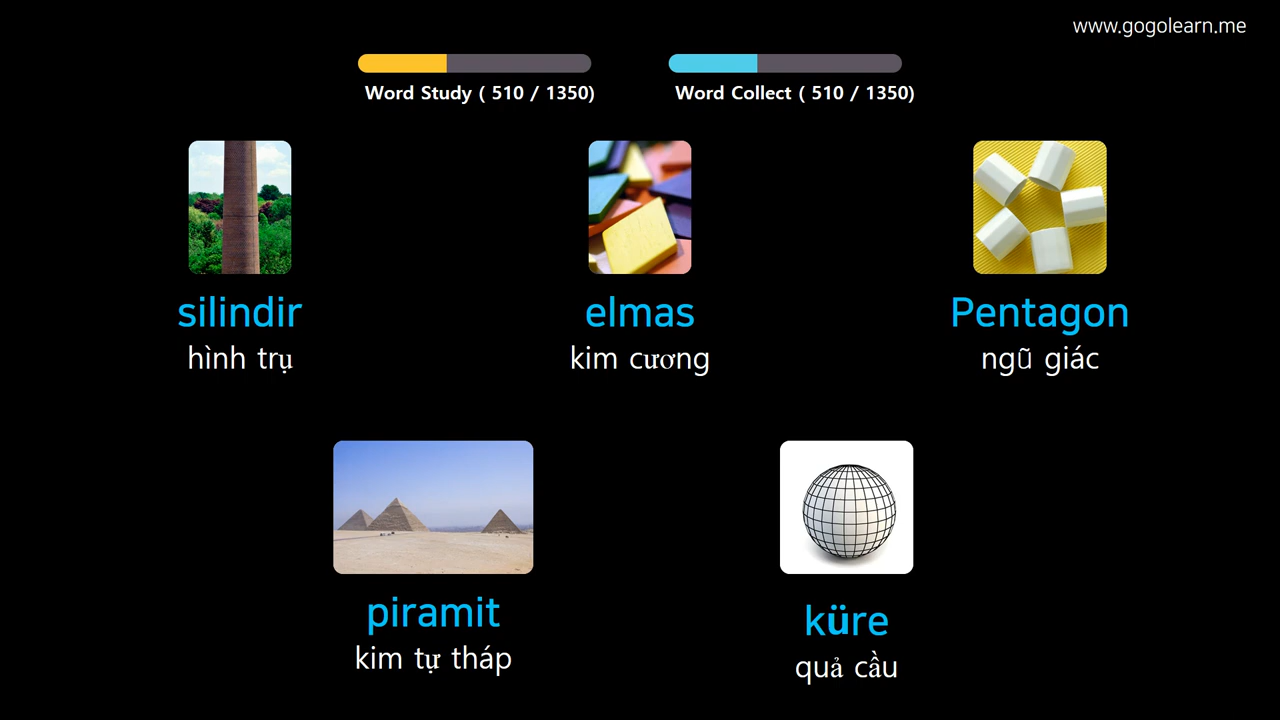 www.gogolearn.me
Word Study ( 510 / 1350)
Word Collect ( 510 / 1350)
silindir
hình trụ
elmas
kim cương
Pentagon
ngũ giác
piramit
kim tự tháp
küre
quả cầu